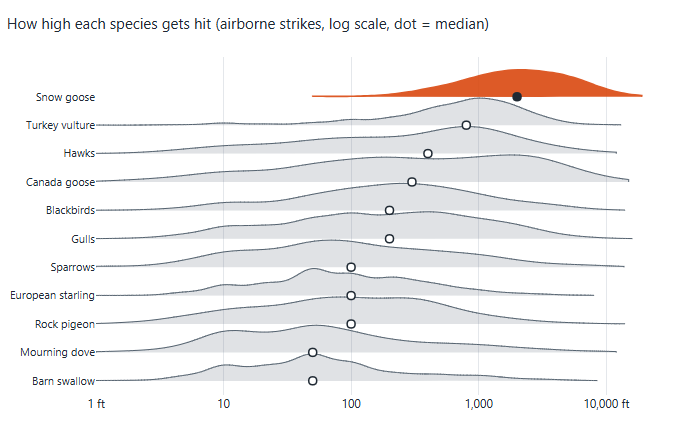 How high each species gets hit (airborne strikes, log scale, dot = median)
Snow goose
Turkey vulture
Hawks
Canada goose
Blackbirds
Gulls
Sparrows
European starling
Rock pigeon
Mourning dove
Barn swallow
1 ft 10 100 1,000 10,000 ft